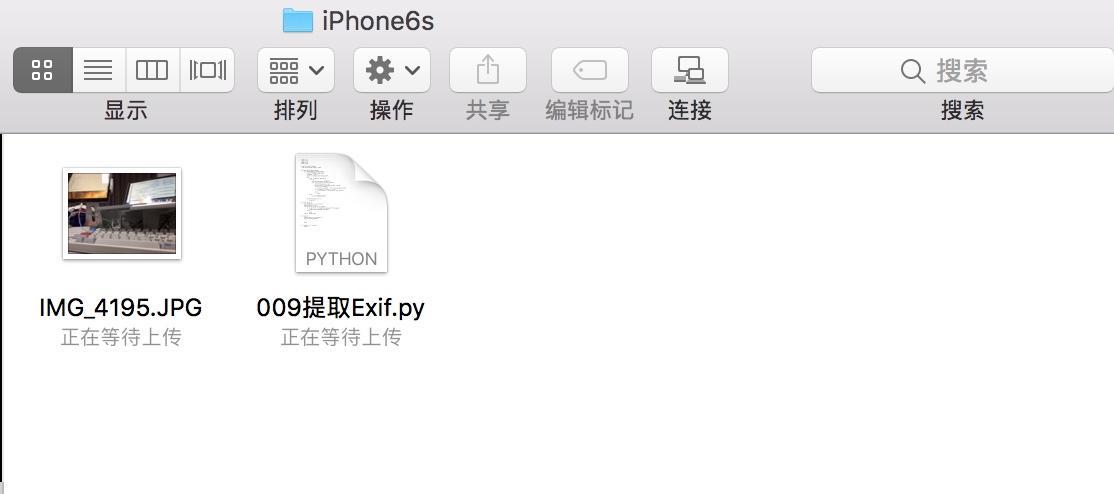 iPhone6s
显示
排列
操作
共享
编辑标记
连接
搜索
搜索
PYTHON
IMG_4195.JPG
009提取Exif.py
正在等待上传
正在等待上传